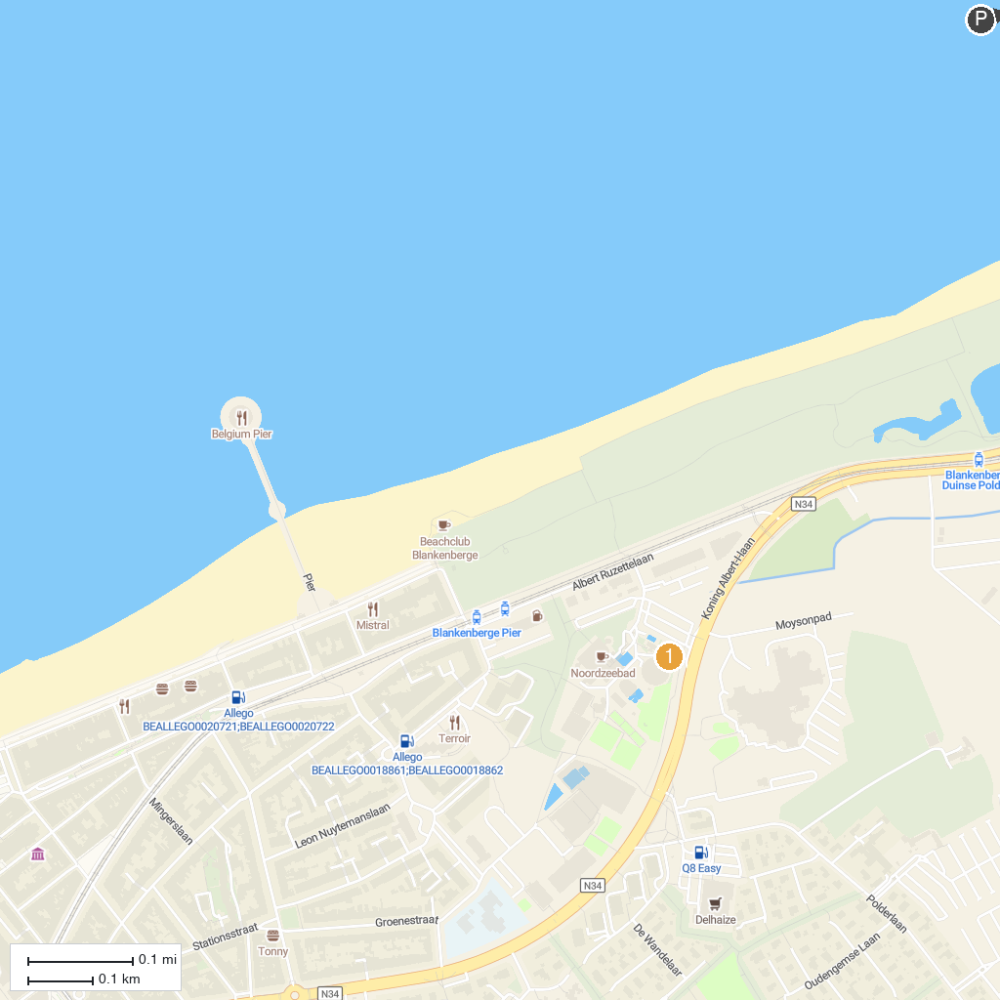 P
Belgium Pier
Blankenber
Duinse Pold
N34
Beachclub
Blankenberge
Koning Albert-Haan
Albert Ruzettelaan
Pier
Mistral
Blankenberge Pier
Moysonpad
1
Noordzeebad
Allego
BEALLEGO0020721;BEALLEGO0020722
Terroir
Allego
BEALLEGO0018861;BEALLEGO0018862
Mingerslaan
Leon Nuytemanslaan
Q8 Easy
N34
Delhaize
Polderlaan
Groenestraat
Stationsstraat
Tonny
De Wandelaar
Oudengemse Laan
0.1 mi
0.1 km
N34